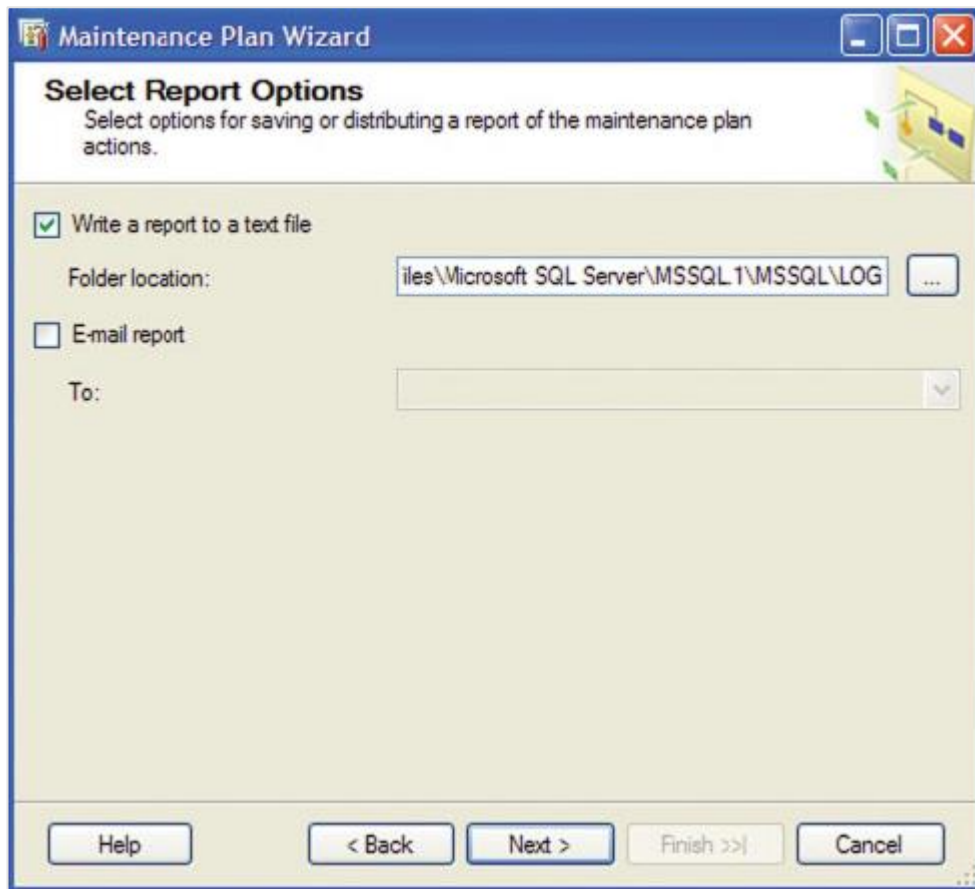 Maintenance Plan Wizard
Select Report Options
Select options for saving or distributing a report of the maintenance plan
actions.
Write a report to a text file
Folder location:
iles\Microsoft SQL Server\MSSQL.1\MSSQL\LOG
...
E-mail report
To:
Help
< Back
Next >
Finish >>|
Cancel